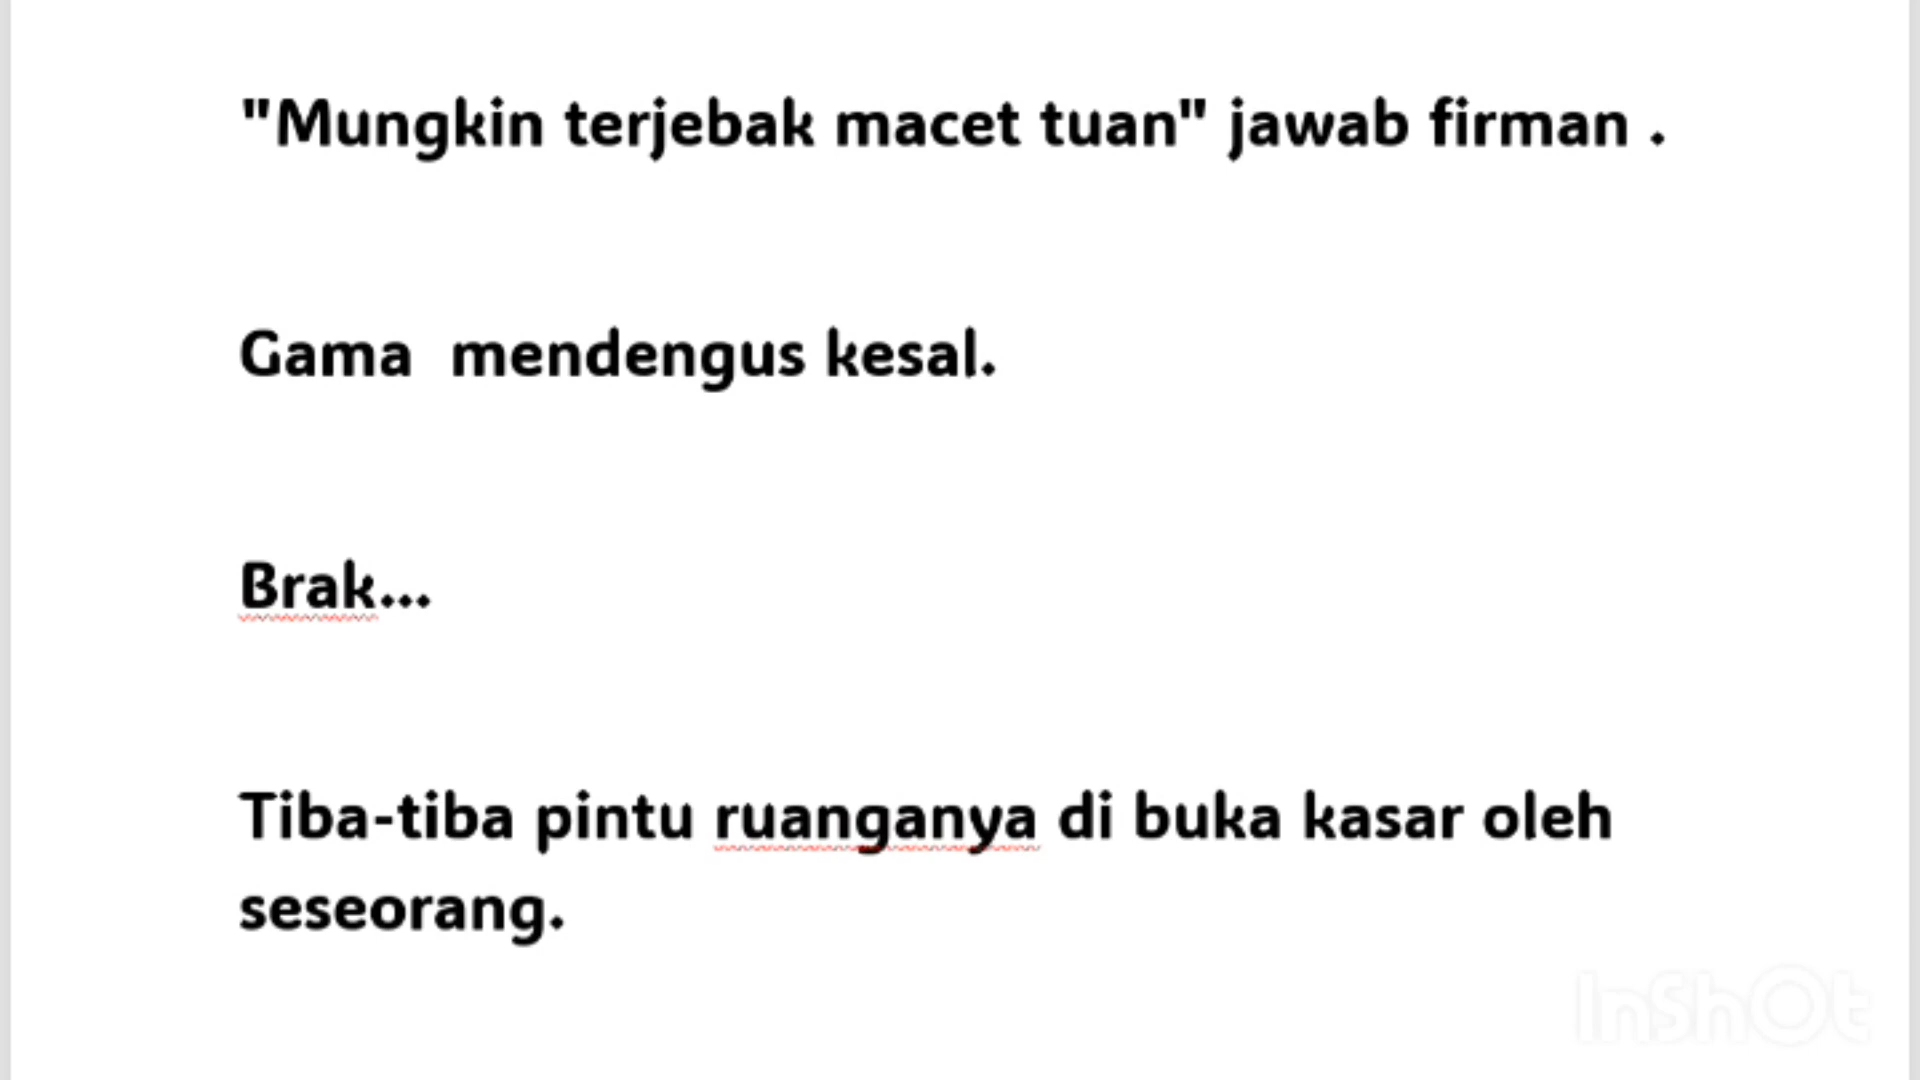 "Mungkin terjebak macet tuan" jawab firman .
Gama  mendengus kesal.
Brak...
Tiba-tiba pintu ruanganya di buka kasar oleh
seseorang.
InShOt